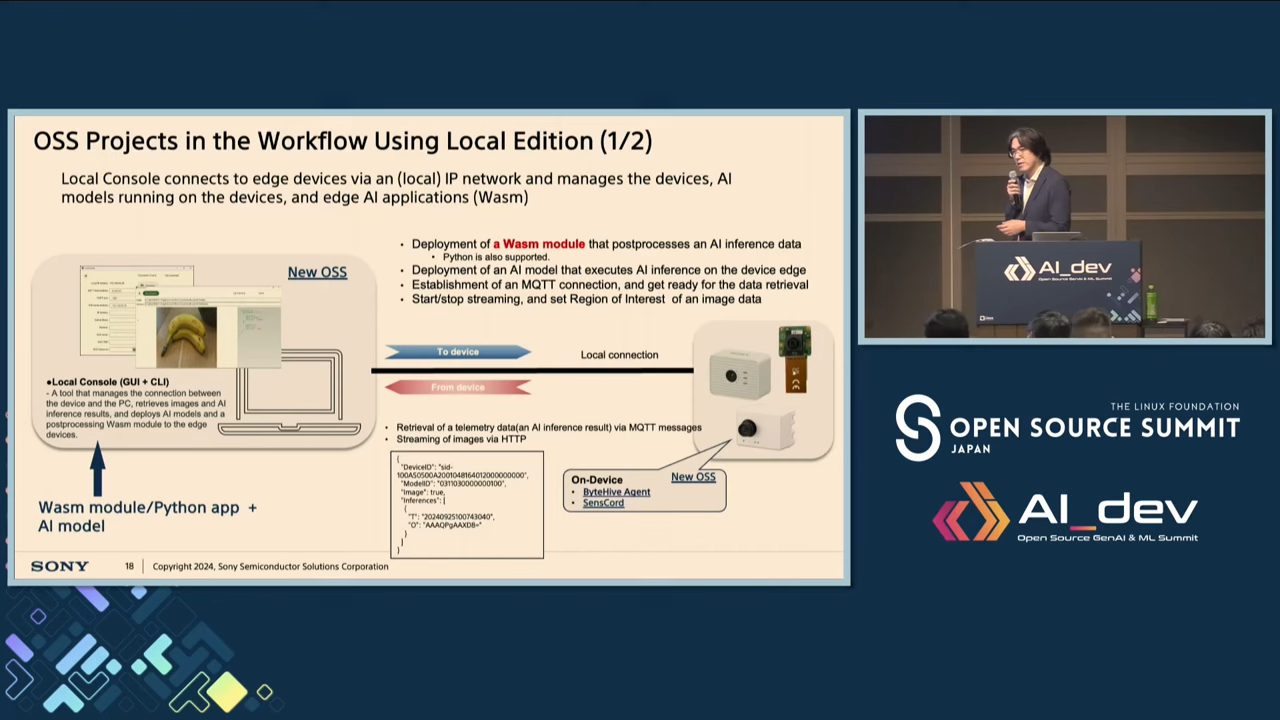 OSS Projects in the Workflow Using Local Edition (1/2)
Local Console connects to edge devices via an (local) IP network and manages the devices, AI
models running on the devices, and edge AI applications (Wasm)
• Deployment of a Wasm module that postprocesses an AI inference data
• Python is also supported.
• Deployment of an AI model that executes AI inference on the device edge
• Establishment of an MQTT connection, and get ready for the data retrieval
• Start/stop streaming, and set Region of Interest of an image data
New OSS
●Local Console (GUI + CLI)
- A tool that manages the connection between
the device and the PC, retrieves images and AI
inference results, and deploys AI models and a
postprocessing Wasm module to the edge
devices.
To device
Local connection
From device
• Retrieval of a telemetry data(an AI inference result) via MQTT messages
• Streaming of images via HTTP
{
"DeviceID": "sid-
100A50500A2001048164012000000000",
"ModelID": "0311030000000100",
"Image": true,
"Inferences": [
{
"T": "20240925100743040",
"O": "AAAQPgAAXD8="
}
]
}
On-Device
New OSS
• ByteHive Agent
• SensCord
Wasm module/Python app +
AI model
SONY
18
Copyright 2024, Sony Semiconductor Solutions Corporation
AI_dev
Open Source GenAI & ML Summit
THE LINUX FOUNDATION
OPEN SOURCE SUMMIT
JAPAN
AI_dev
Open Source GenAI & ML Summit